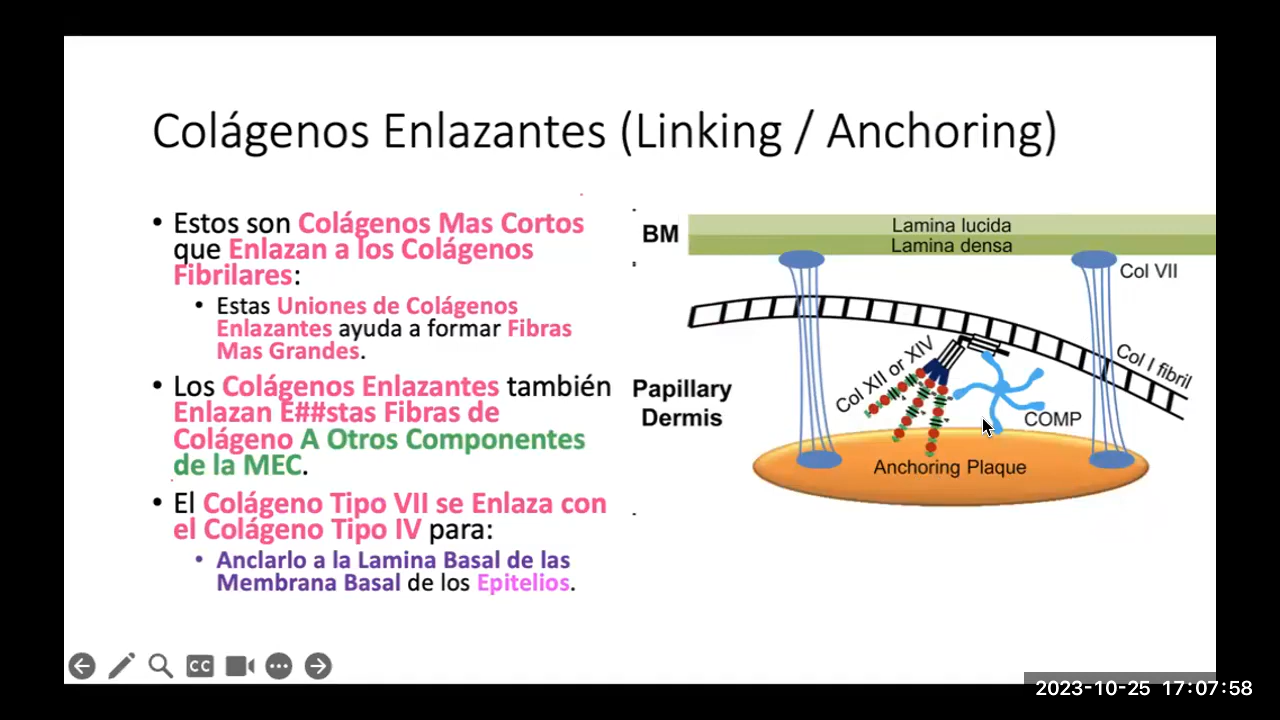 Colágenos Enlazantes (Linking / Anchoring)
• Estos son Colágenos Mas Cortos
que Enlazan a los Colágenos
Fibrilares:
• Estas Uniones de Colágenos
Enlazantes ayuda a formar Fibras
Mas Grandes.
• Los Colágenos Enlazantes también
Enlazan E##stas Fibras de
Colágeno A Otros Componentes
de la MEC.
• El Colágeno Tipo VII se Enlaza con
el Colágeno Tipo IV para:
• Anclarlo a la Lamina Basal de las
Membrana Basal de los Epitelios.
BM
Lamina lucida
Lamina densa
Col VII
Col I fibril
Col XII or XIV
Papillary
Dermis
COMP
Anchoring Plaque
CC
2023-10-25 17:07:58